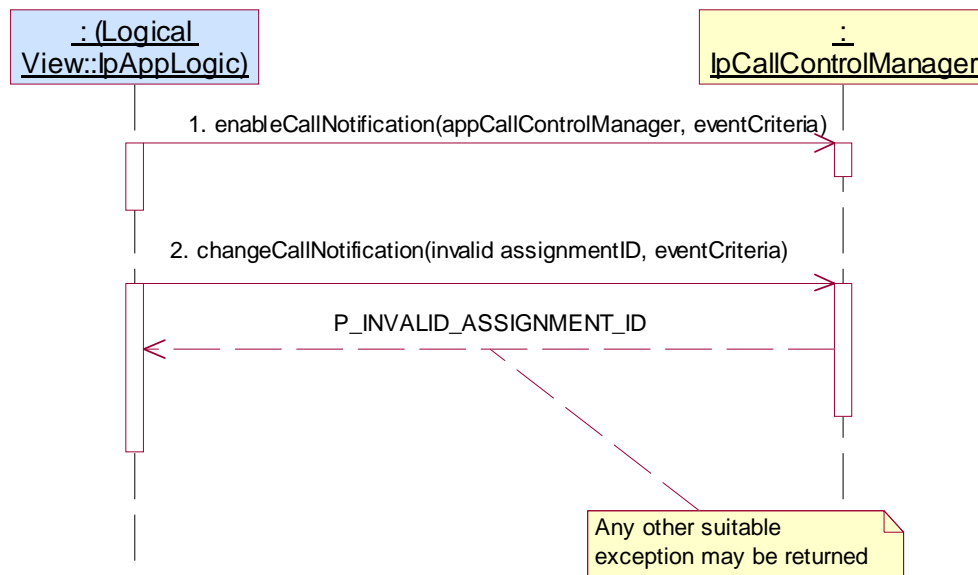 : (Logical
View::IpAppLogic)
:
IpCallControlManager
1. enableCallNotification(appCallControlManager, eventCriteria)
2. changeCallNotification(invalid assignmentID, eventCriteria)
P_INVALID_ASSIGNMENT_ID
Any other suitable
exception may be returned